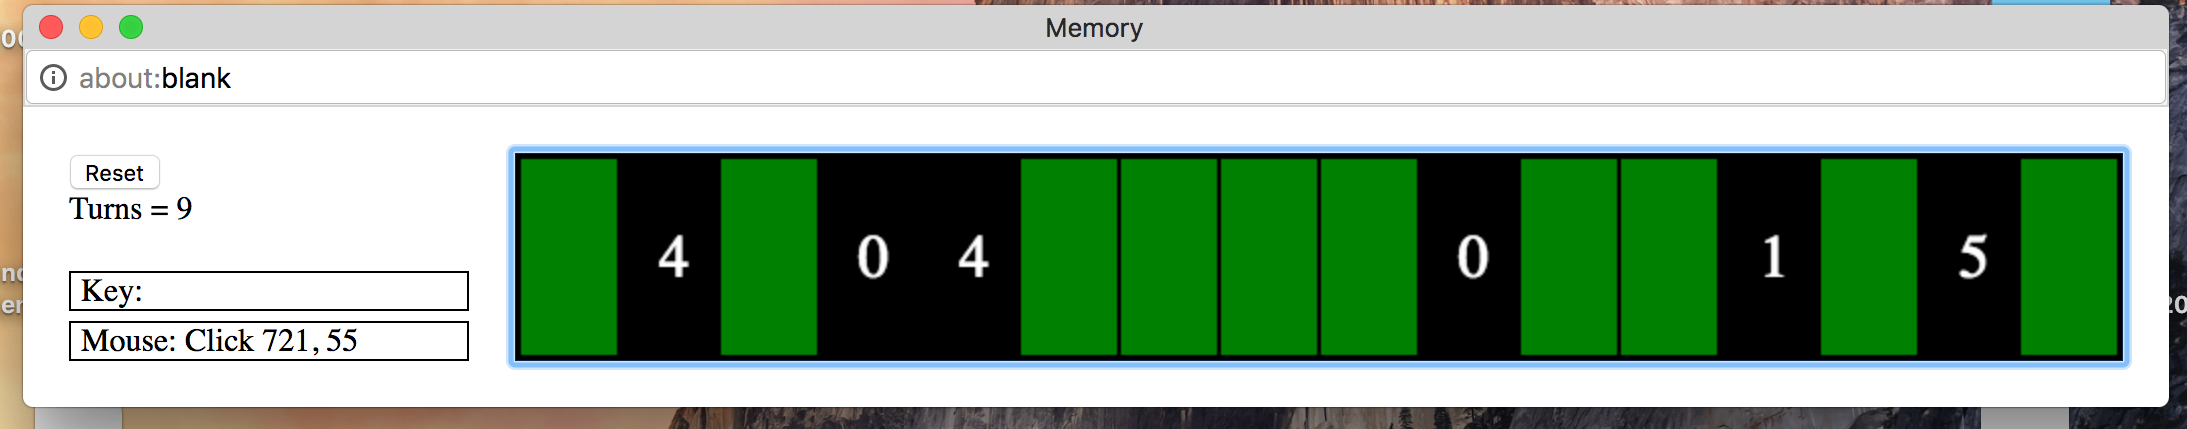 Memory
about:blank
Reset
Turns = 9
Key:
Mouse: Click 721, 55
4 0 4 0 1 5